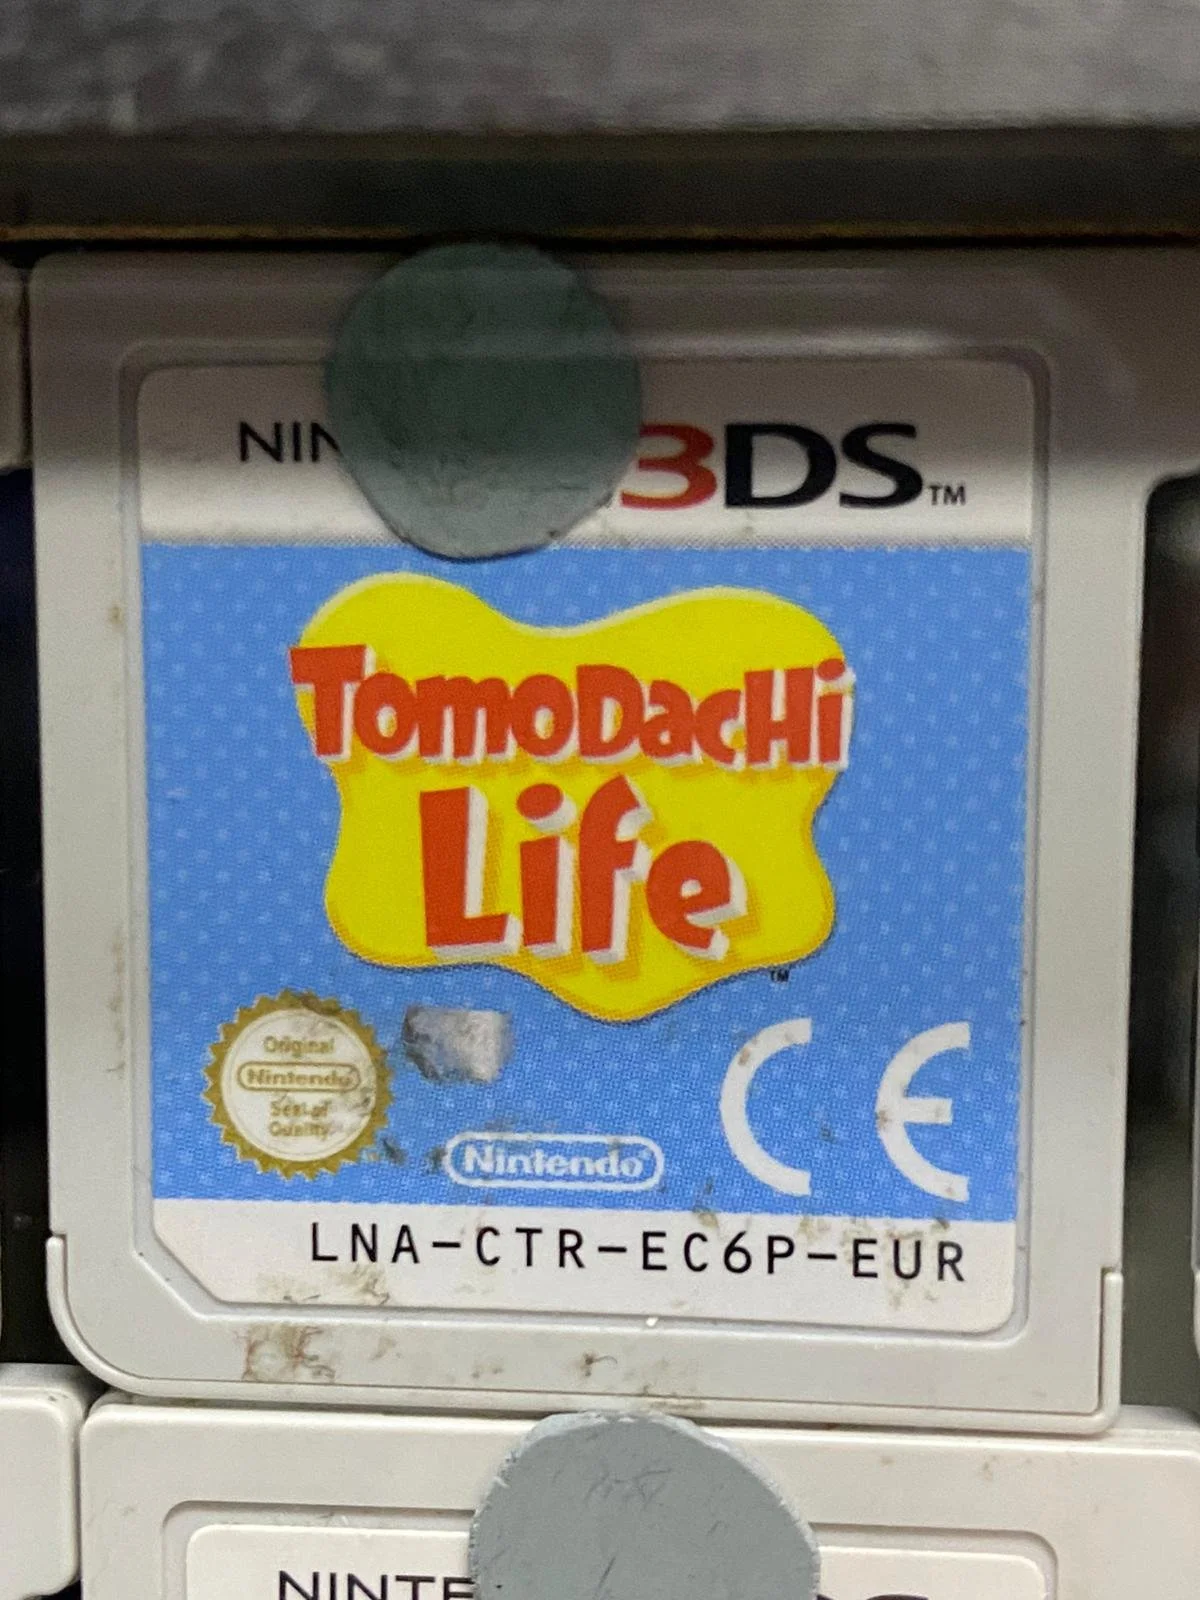 NIN 3DS™
TOMODACHI
Life
™
Original
Nintendo
Seal of
Quality
Nintendo®
CE
LNA-CTR-EC6P-EUR
NINTE